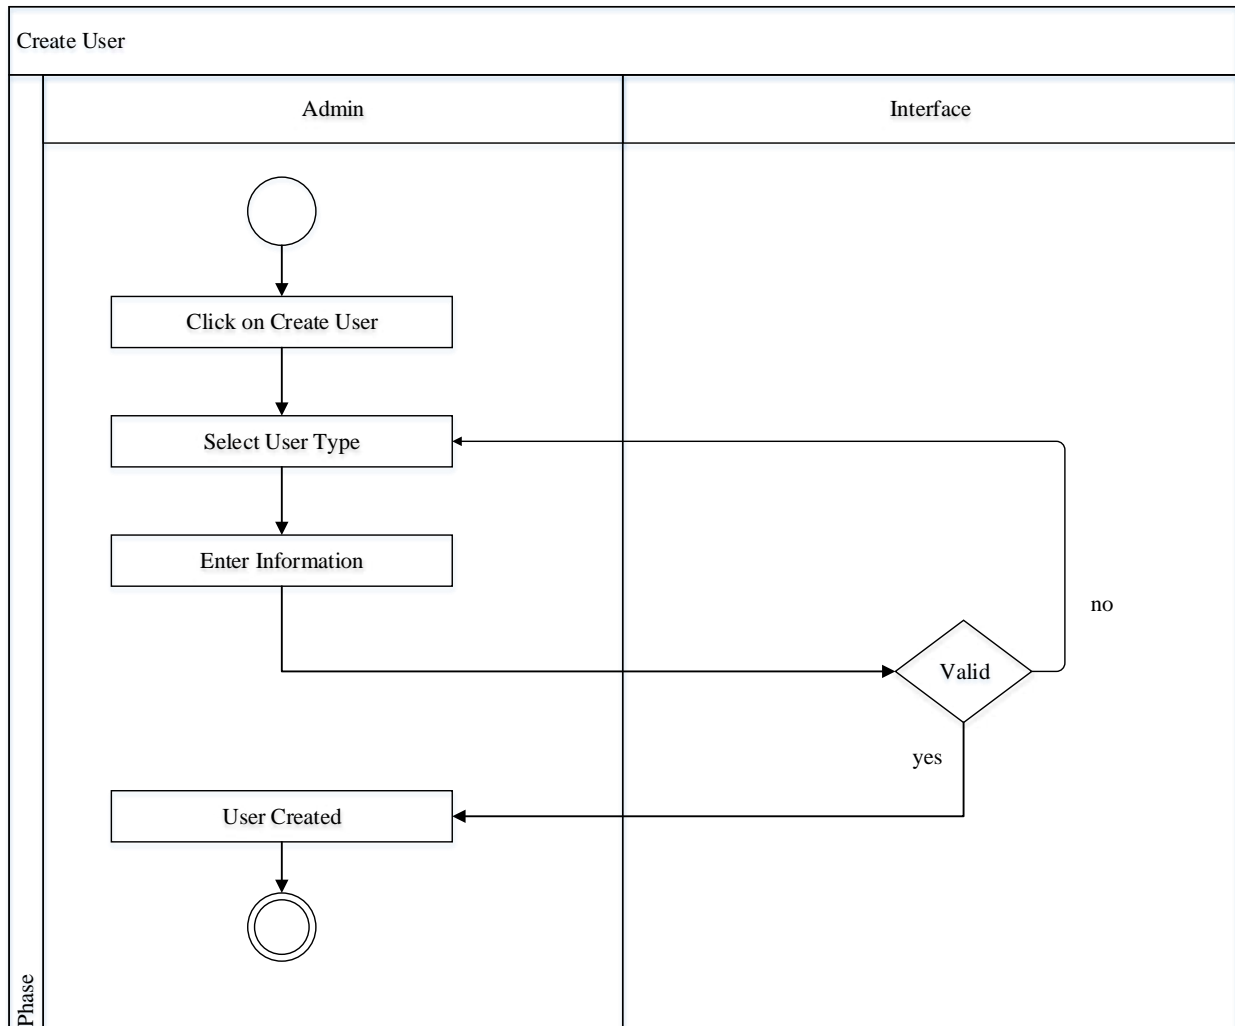 Create User
Admin
Interface
Click on Create User
Select User Type
Enter Information
no
Valid
yes
User Created
Phase